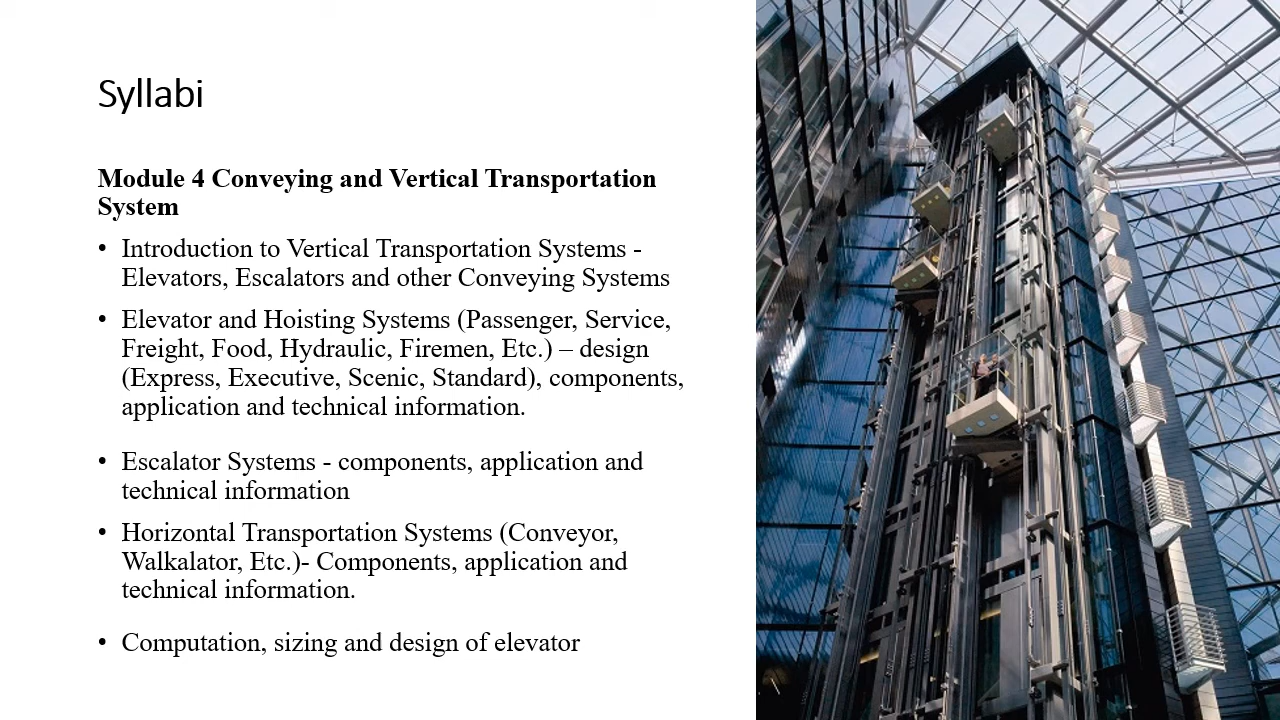 Syllabi
Module 4 Conveying and Vertical Transportation
System
• Introduction to Vertical Transportation Systems -
Elevators, Escalators and other Conveying Systems
• Elevator and Hoisting Systems (Passenger, Service,
Freight, Food, Hydraulic, Firemen, Etc.) – design
(Express, Executive, Scenic, Standard), components,
application and technical information.
• Escalator Systems - components, application and
technical information
• Horizontal Transportation Systems (Conveyor,
Walkalator, Etc.)- Components, application and
technical information.
• Computation, sizing and design of elevator